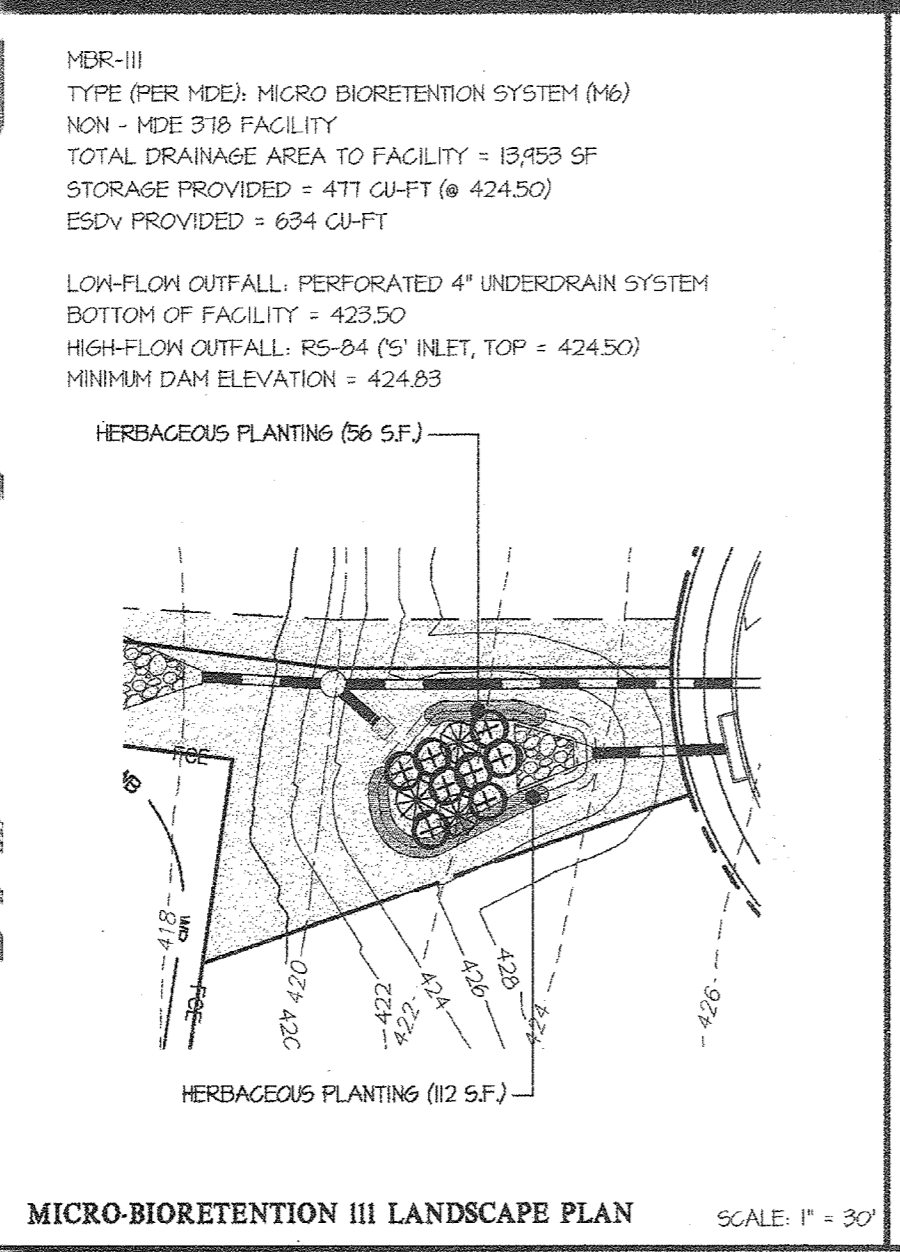 MBR-111
TYPE (PER MDE): MICRO BIORETENTION SYSTEM (M6)
NON - MDE 378 FACILITY
TOTAL DRAINAGE AREA TO FACILITY = 13,953 SF
STORAGE PROVIDED = 477 CU-FT (@ 424.50)
ESDv PROVIDED = 634 CU-FT
LOW-FLOW OUTFALL: PERFORATED 4" UNDERDRAIN SYSTEM
BOTTOM OF FACILITY = 423.50
HIGH-FLOW OUTFALL: RS-84 ('S' INLET, TOP = 424.50)
MINIMUM DAM ELEVATION = 424.83
HERBACEOUS PLANTING (56 S.F.)
FCE
418
FCE
420
420
422
422
424
426
428
424
426
HERBACEOUS PLANTING (112 S.F.)
MICRO-BIORETENTION 111 LANDSCAPE PLAN
SCALE: 1" = 30'